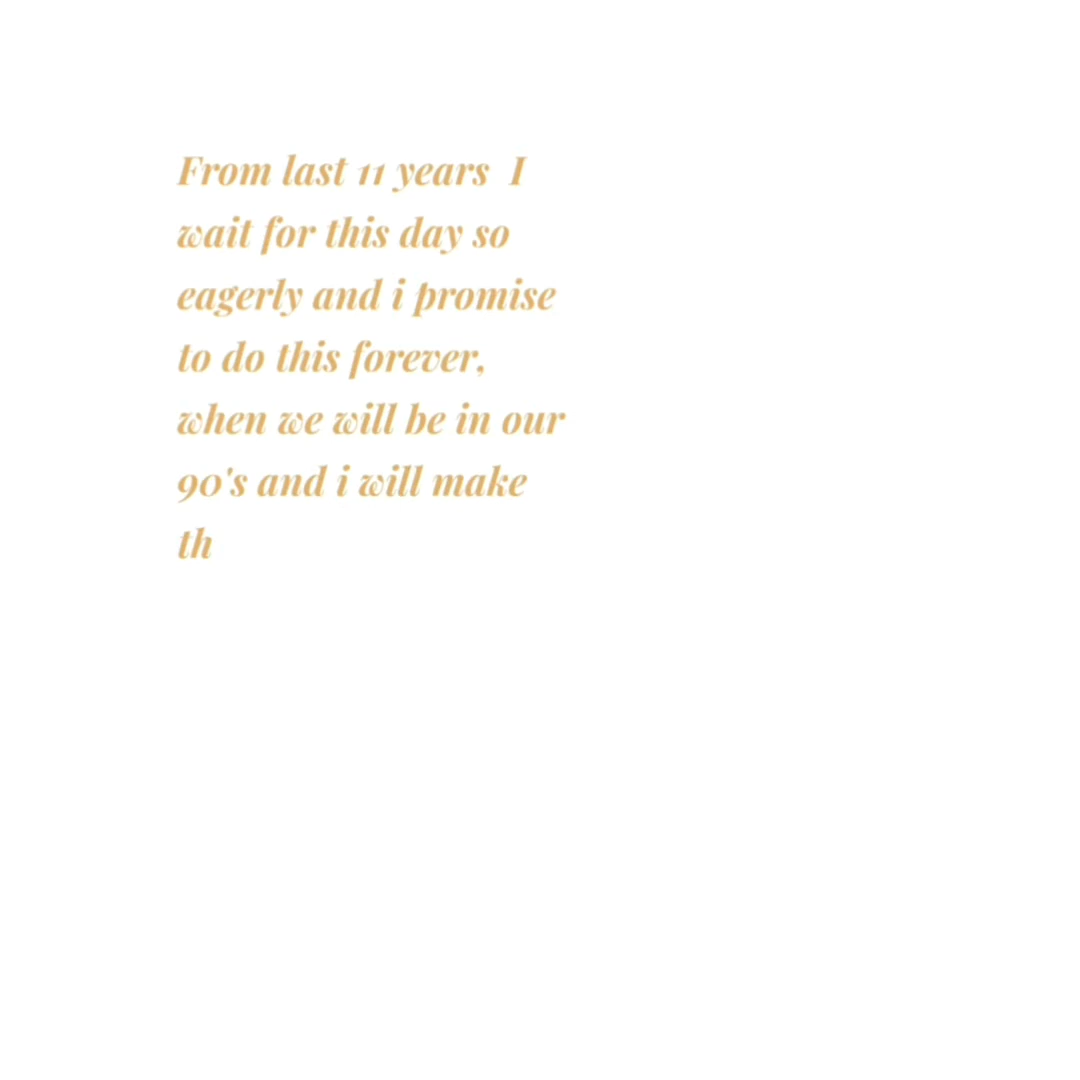 From last 11 years  I
wait for this day so
eagerly and i promise
to do this forever,
when we will be in our
90's and i will make
th